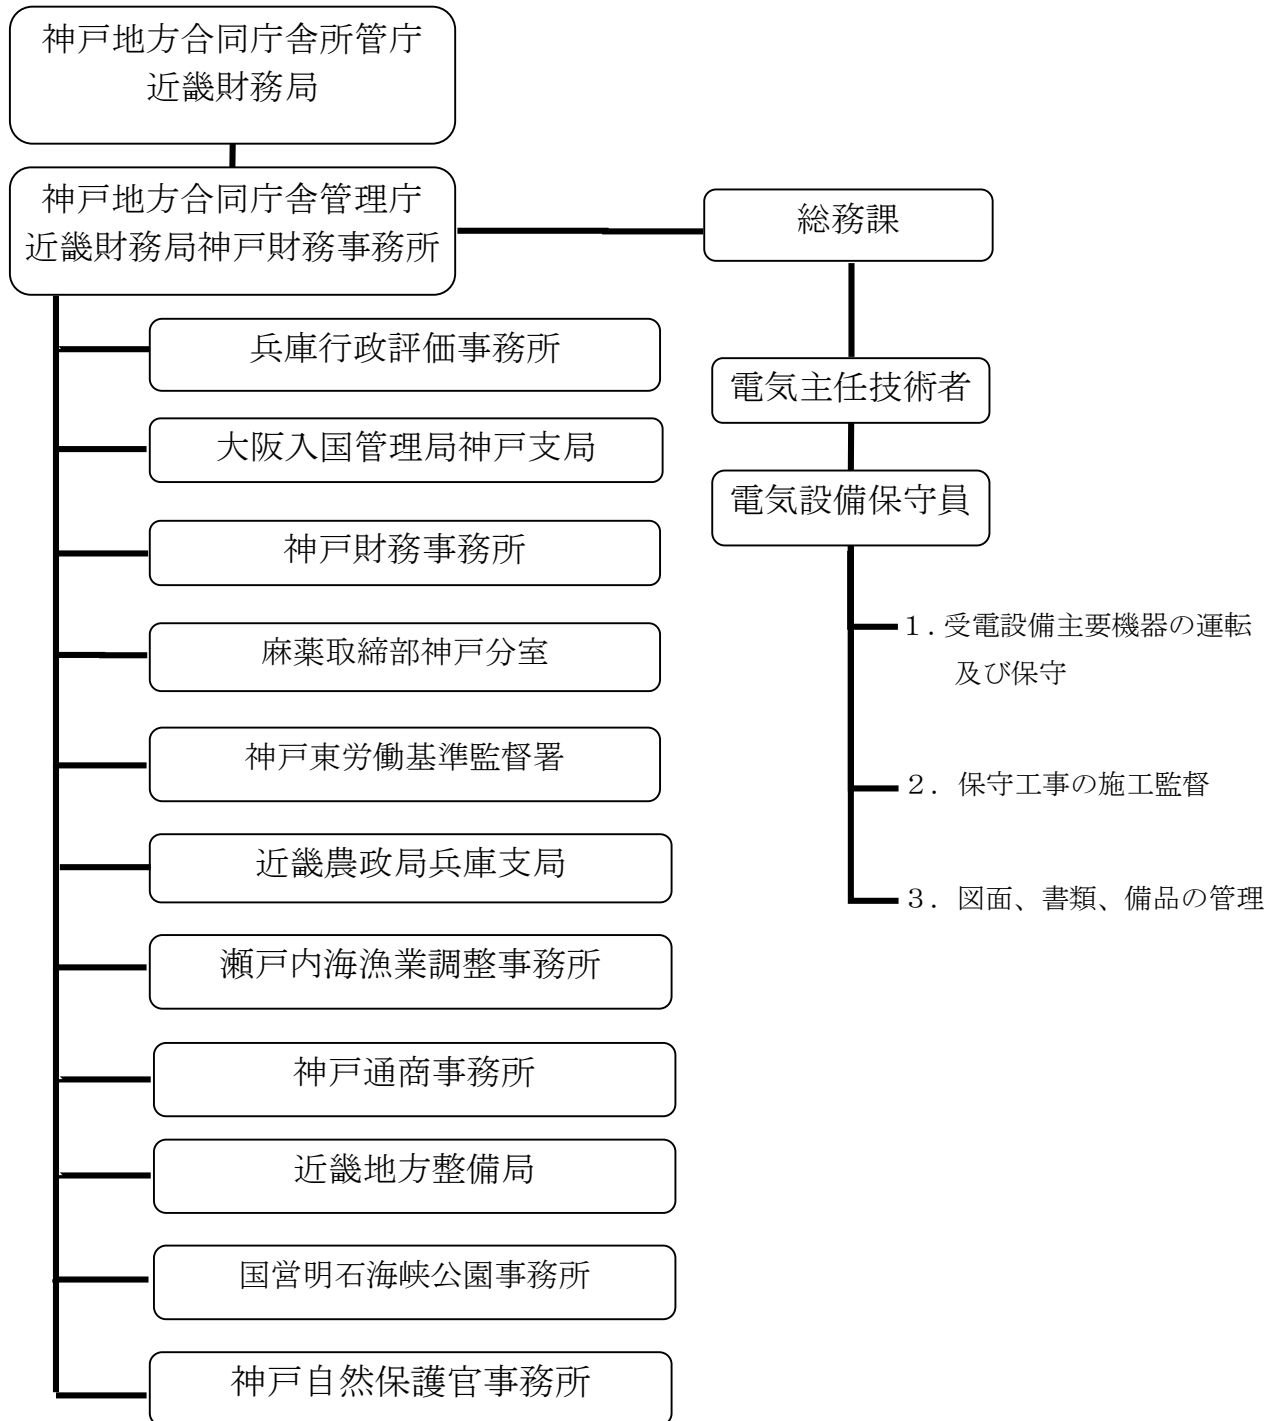 神戸地方合同庁舎所管庁
近畿財務局
神戸地方合同庁舎管理庁
近畿財務局神戸財務事務所
総務課
兵庫行政評価事務所
大阪入国管理局神戸支局
神戸財務事務所
麻薬取締部神戸分室
神戸東労働基準監督署
近畿農政局兵庫支局
瀬戸内海漁業調整事務所
神戸通商事務所
近畿地方整備局
国営明石海峡公園事務所
神戸自然保護官事務所
電気主任技術者
電気設備保守員
１．受電設備主要機器の運転
及び保守
２．保守工事の施工監督
３．図面、書類、備品の管理